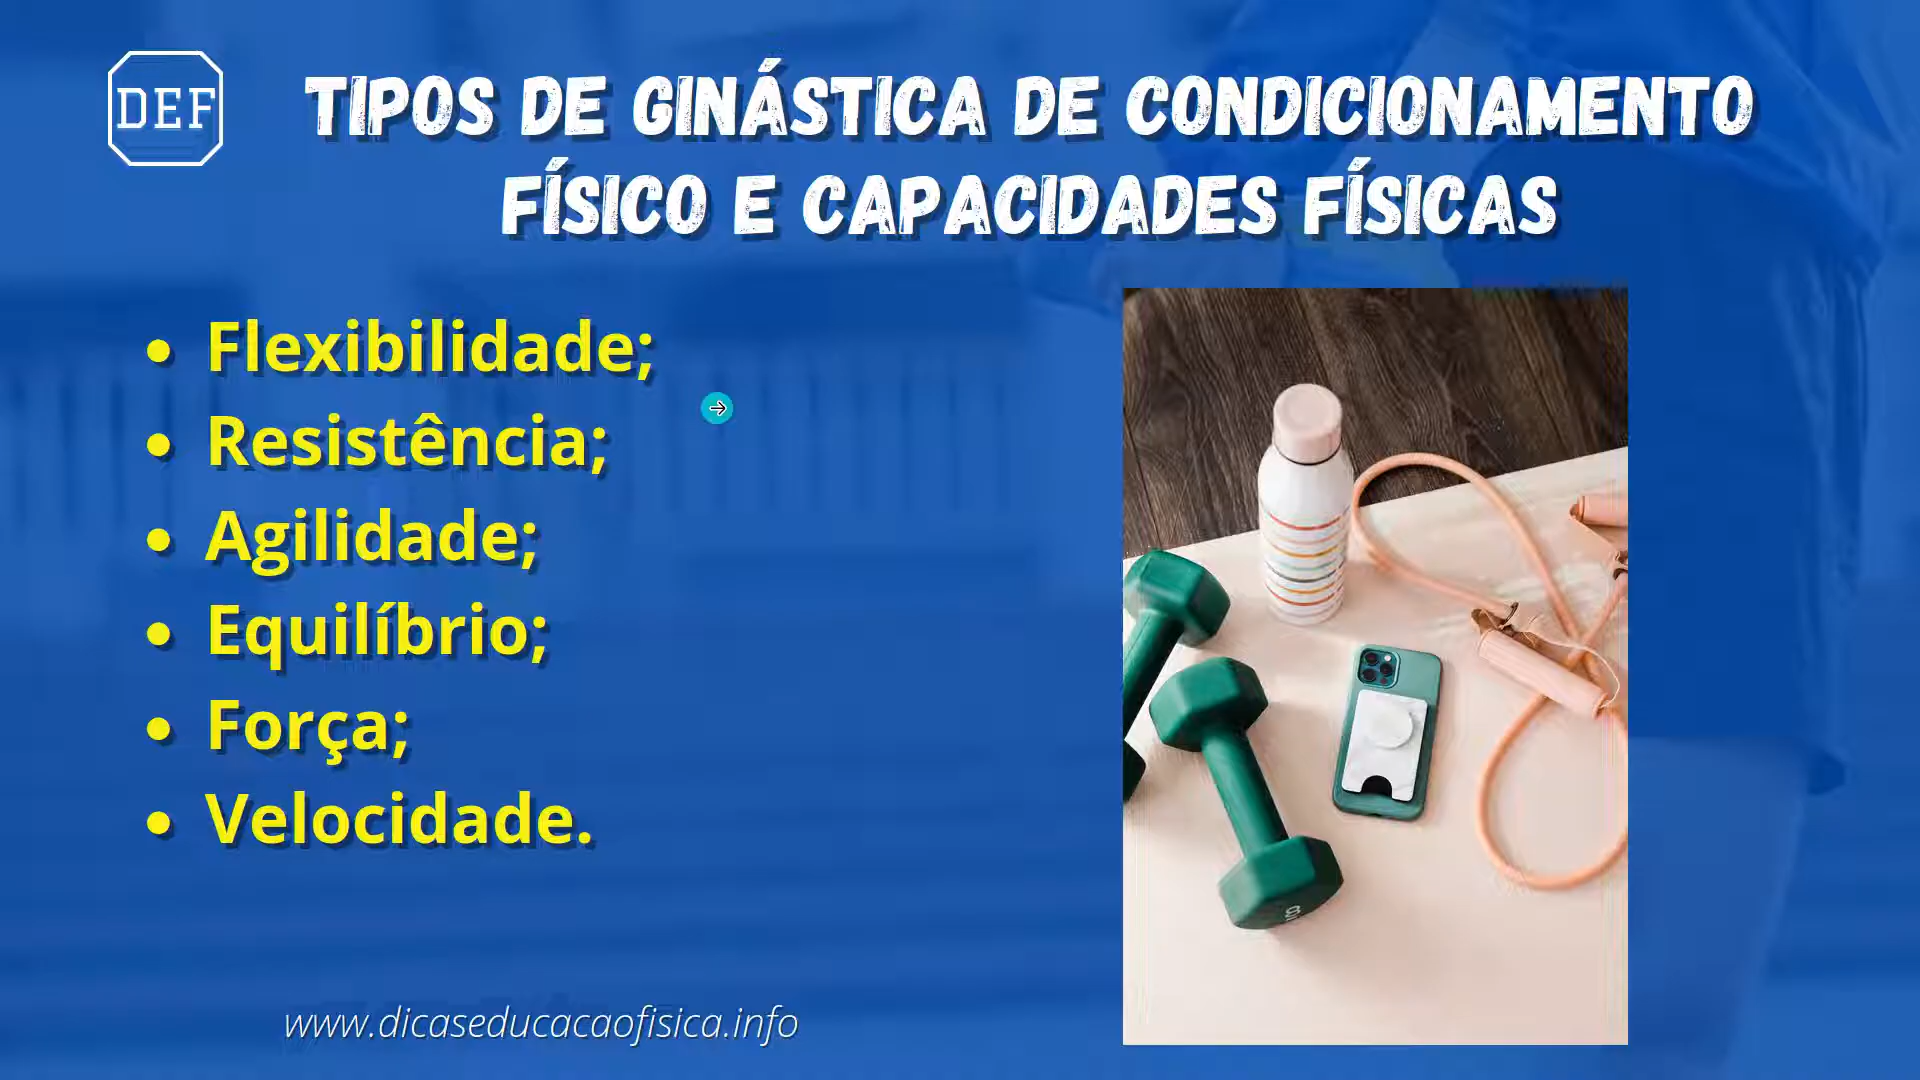 DEF
TIPOS DE GINÁSTICA DE CONDICIONAMENTO
FÍSICO E CAPACIDADES FÍSICAS
• Flexibilidade;
• Resistência;
• Agilidade;
• Equilíbrio;
• Força;
• Velocidade.
www.dicaseducacaofisica.info